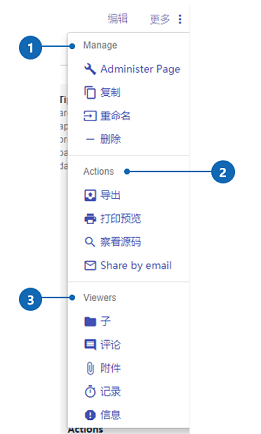 编辑 更多
1 Manage
Administer Page
复制
重命名
删除
Actions 2
导出
打印预览
察看源码
Share by email
3 Viewers
子
评论
附件
记录
信息
Actions